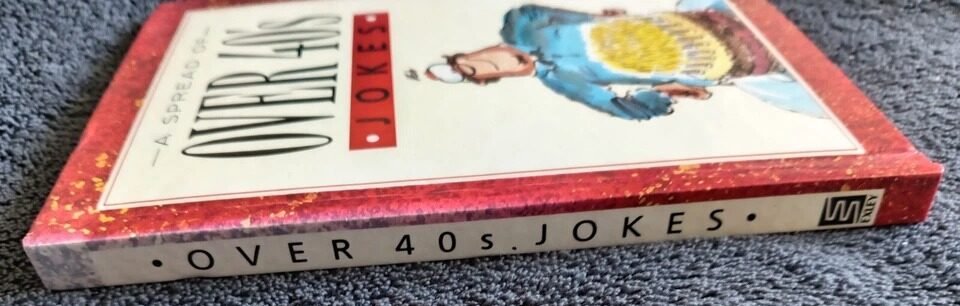 — A SPREAD OF —
OVER 40S
• JOKES •
• OVER 40s. JOKES •
EXLEY